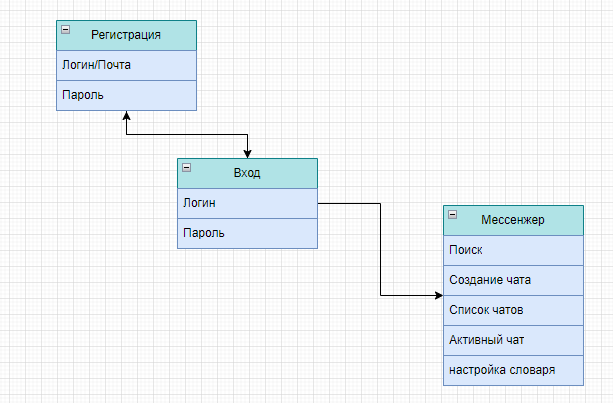 Регистрация
Логин/Почта
Пароль
Вход
Логин
Пароль
Мессенжер
Поиск
Создание чата
Список чатов
Активный чат
настройка словаря